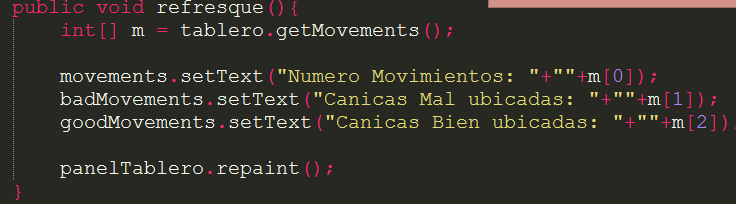 public void refresque(){
int[] m = tablero.getMovements();
movements.setText("Numero Movimientos: "+""+m[0]);
badMovements.setText("Canicas Mal ubicadas: "+""+m[1]);
goodMovements.setText("Canicas Bien ubicadas: "+""+m[2]);
panelTablero.repaint();
}